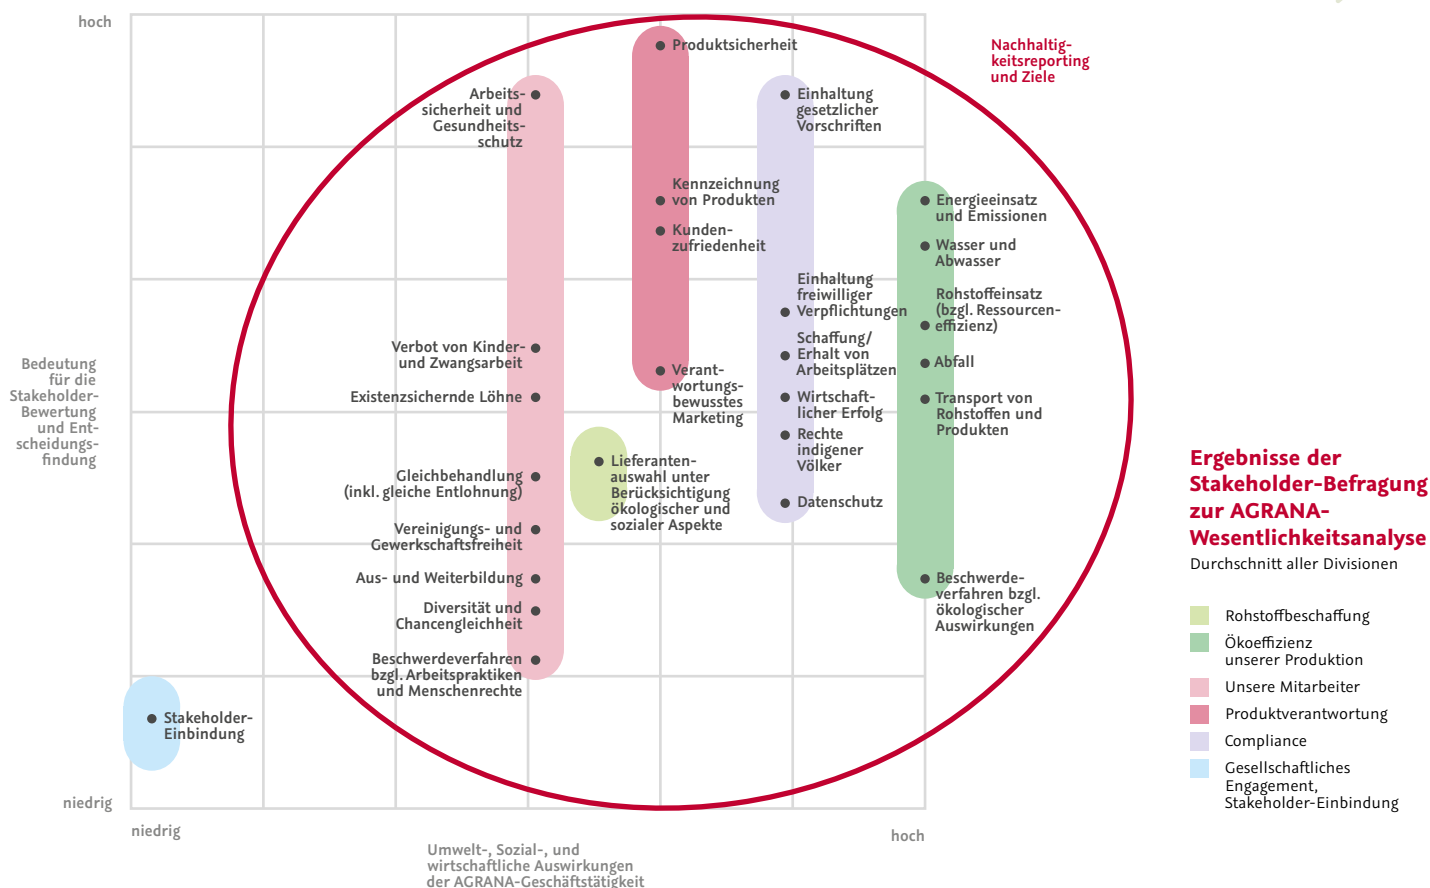 hoch
Bedeutung
für die
Stakeholder-
Bewertung
und Ent-
scheidungs-
findung
niedrig
niedrig
hoch
Umwelt-, Sozial-, und
wirtschaftliche Auswirkungen
der AGRANA-Geschäftstätigkeit
Arbeits-
sicherheit und
Gesundheits-
schutz
Verbot von Kinder-
und Zwangsarbeit
Existenzsichernde Löhne
Gleichbehandlung
(inkl. gleiche Entlohnung)
Vereinigungs- und
Gewerkschaftsfreiheit
Aus- und Weiterbildung
Diversität und
Chancengleichheit
Beschwerdeverfahren
bzgl. Arbeitspraktiken
und Menschenrechte
Stakeholder-
Einbindung
Lieferanten-
auswahl unter
Berücksichtigung
ökologischer und
sozialer Aspekte
Produktsicherheit
Kennzeichnung
von Produkten
Kunden-
zufriedenheit
Verant-
wortungs-
bewusstes
Marketing
Einhaltung
gesetzlicher
Vorschriften
Einhaltung
freiwilliger
Verpflichtungen
Schaffung/
Erhalt von
Arbeitsplätzen
Wirtschaft-
licher Erfolg
Rechte
indigener
Völker
Datenschutz
Energieeinsatz
und Emissionen
Wasser und
Abwasser
Rohstoffeinsatz
(bzgl. Ressourcen-
effizienz)
Abfall
Transport von
Rohstoffen und
Produkten
Beschwerde-
verfahren bzgl.
ökologischer
Auswirkungen
Nachhaltig-
keitsreporting
und Ziele
Ergebnisse der
Stakeholder-Befragung
zur AGRANA-
Wesentlichkeitsanalyse
Durchschnitt aller Divisionen
Rohstoffbeschaffung
Ökoeffizienz
unserer Produktion
Unsere Mitarbeiter
Produktverantwortung
Compliance
Gesellschaftliches
Engagement,
Stakeholder-Einbindung